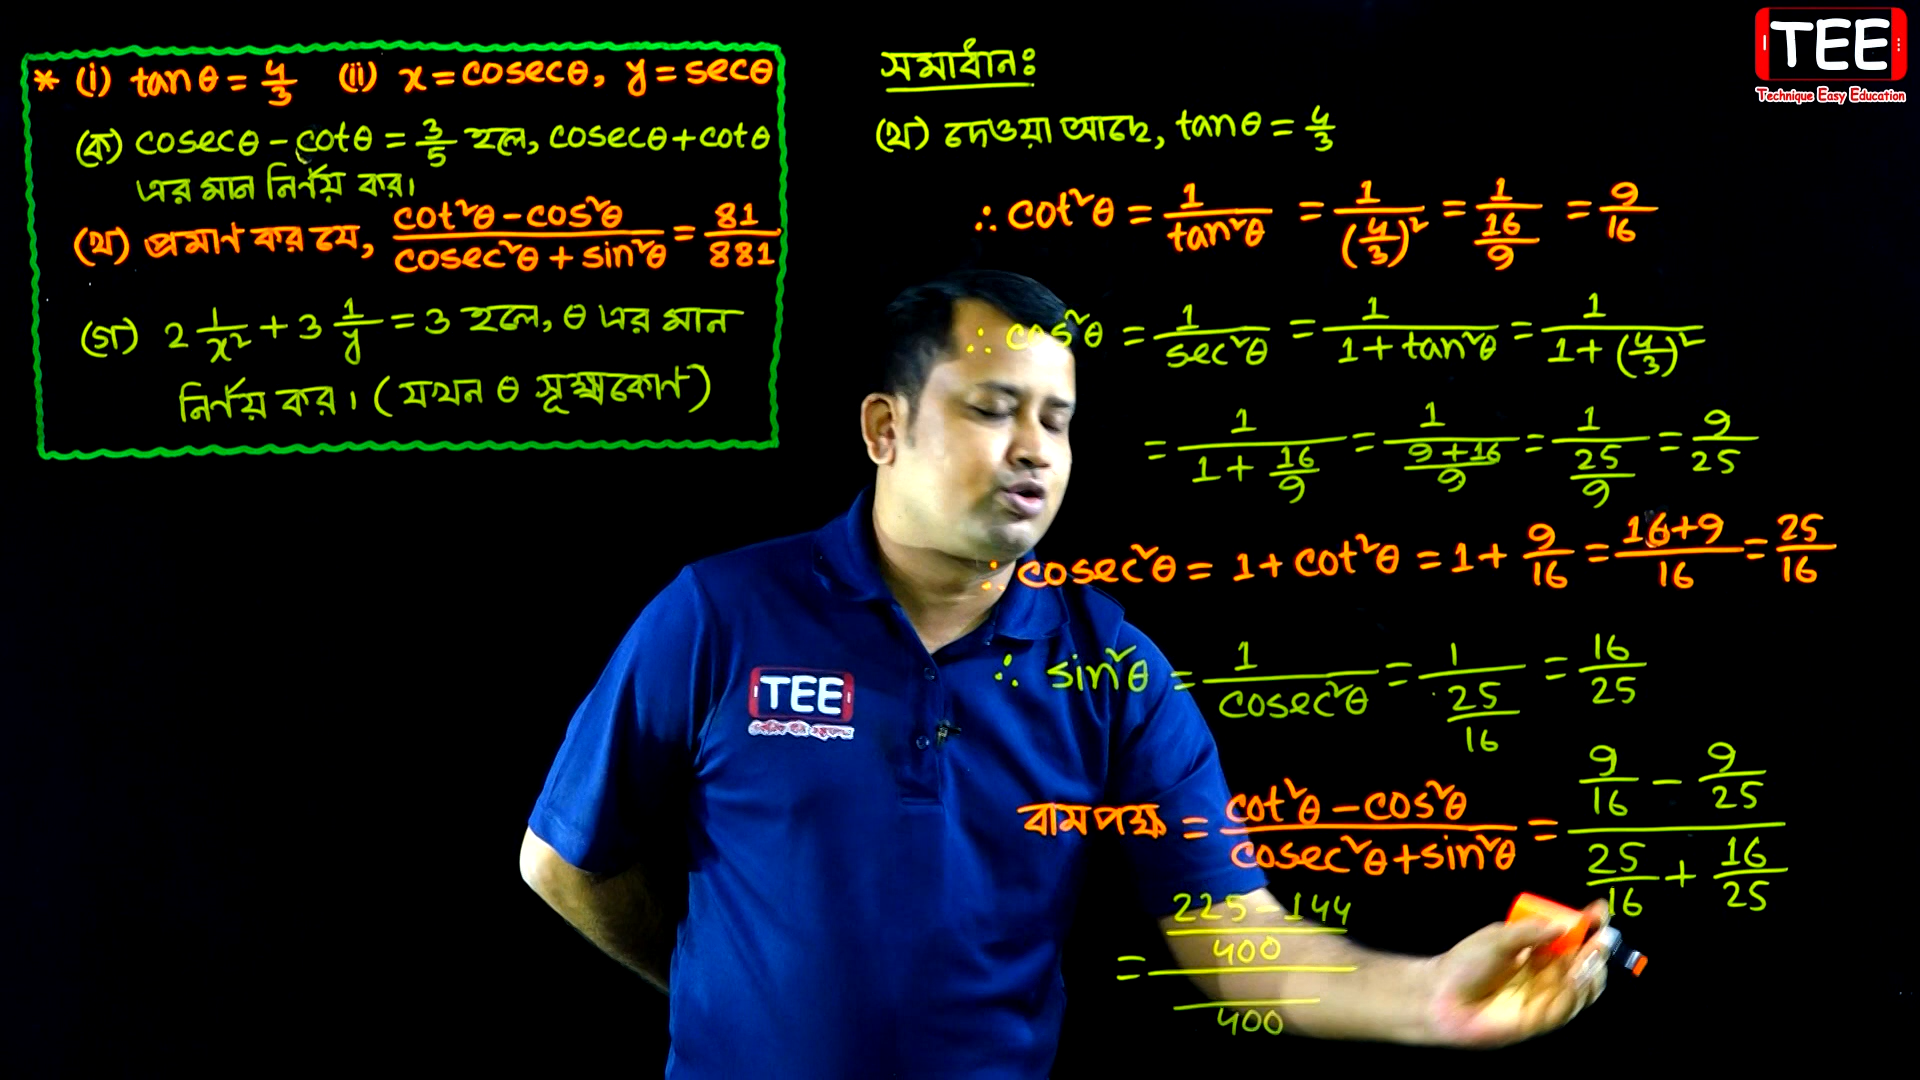 * (i) tanθ = 4/3 (ii) x = cosecθ, y = secθ
(ক) cosecθ - cotθ = 3/5 হলে, cosecθ + cotθ
এর মান নির্ণয় কর।
(খ) প্রমাণ কর যে, (cot²θ - cos²θ)/(cosec²θ + sin²θ) = 81/881
(গ) 2 1/x² + 3 1/y = 3 হলে, θ এর মান
নির্ণয় কর। (যখন θ সূক্ষ্মকোণ)
সমাধানঃ
(খ) দেওয়া আছে, tanθ = 4/3
∴ cot²θ = 1/tan²θ = 1/(4/3)² = 1/(16/9) = 9/16
∴ cos²θ = 1/sec²θ = 1/(1 + tan²θ) = 1/(1 + (4/3)²)
= 1/(1 + 16/9) = 1/((9+16)/9) = 1/(25/9) = 9/25
∴ cosec²θ = 1 + cot²θ = 1 + 9/16 = (16+9)/16 = 25/16
∴ sin²θ = 1/cosec²θ = 1/(25/16) = 16/25
বামপক্ষ = (cot²θ - cos²θ)/(cosec²θ + sin²θ) = (9/16 - 9/25)/(25/16 + 16/25)
= ((225 - 144)/400)/( /400)
TEE
Technique Easy Education
TEE